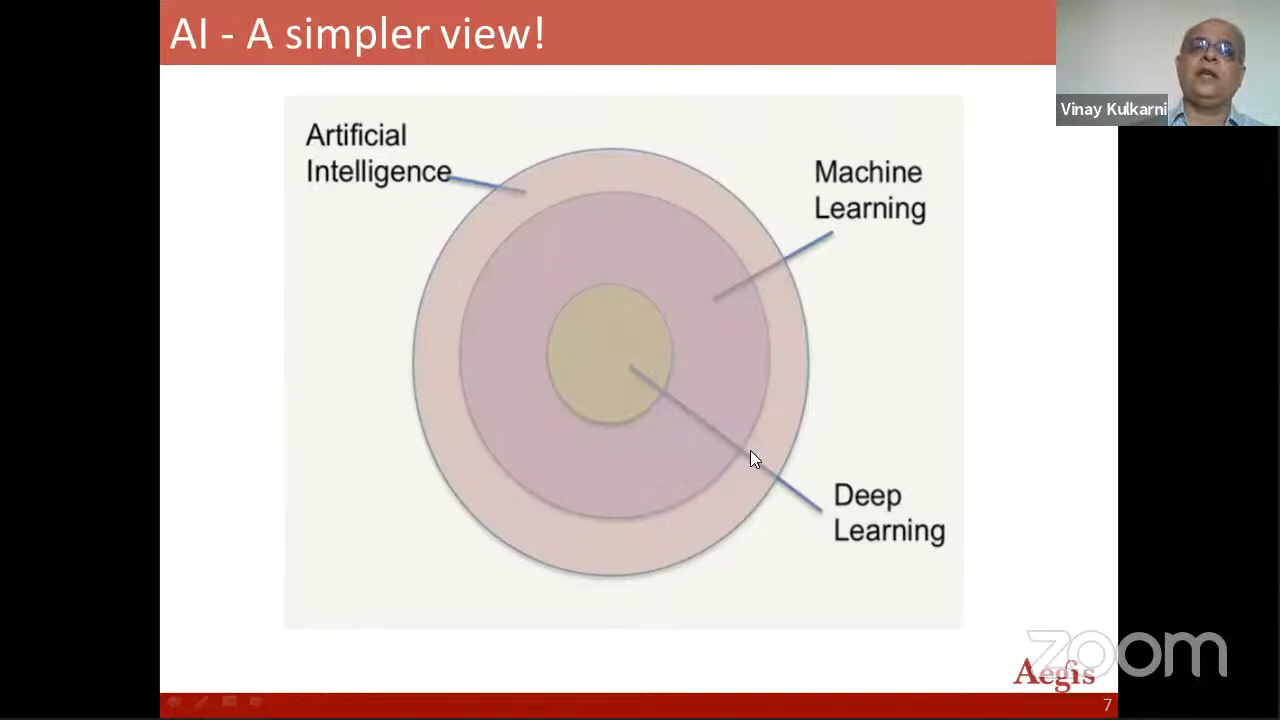 AI - A simpler view!
Vinay Kulkarni
Artificial
Intelligence
Machine
Learning
Deep
Learning
zoom
Aegis
7